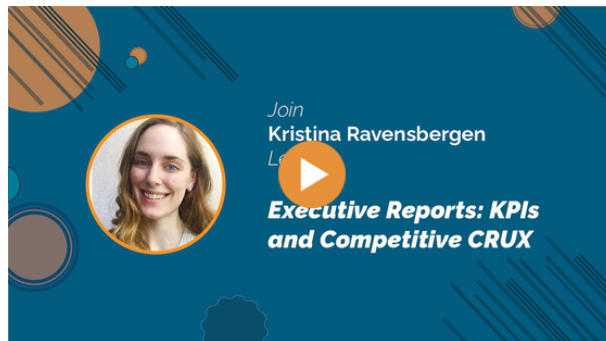 Join
Kristina Ravensbergen
Executive Reports: KPIs
and Competitive CRUX